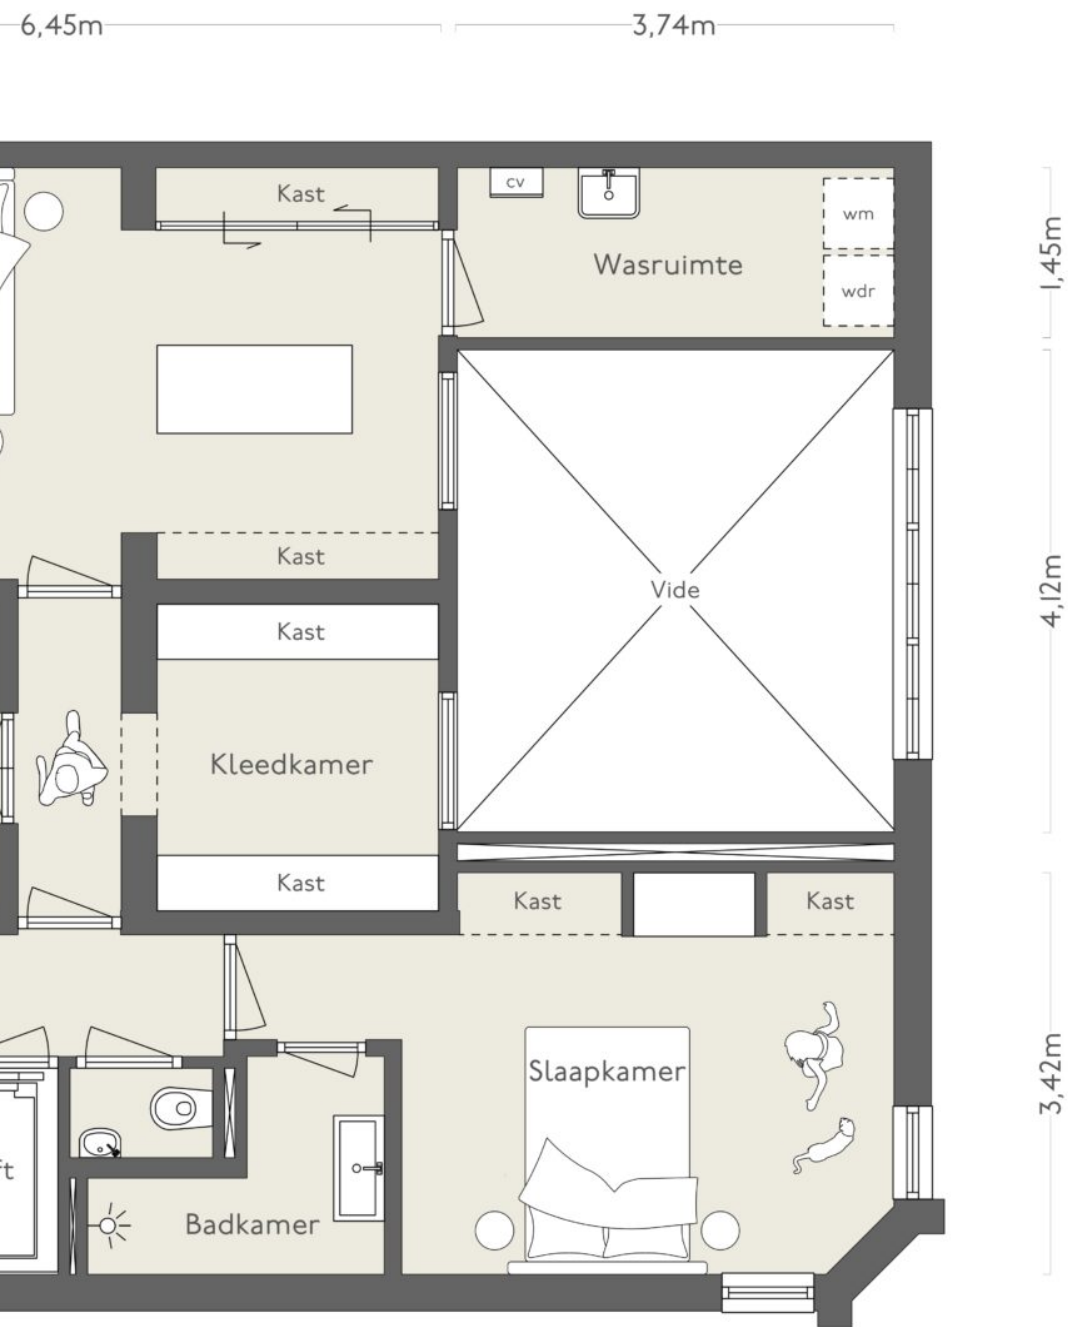 6,45m
3,74m
Kast
cv
wm
1,45m
Wasruimte
wdr
Kast
Vide
4,12m
Kast
Kleedkamer
Kast
Kast
Kast
Slaapkamer
3,42m
ft
Badkamer